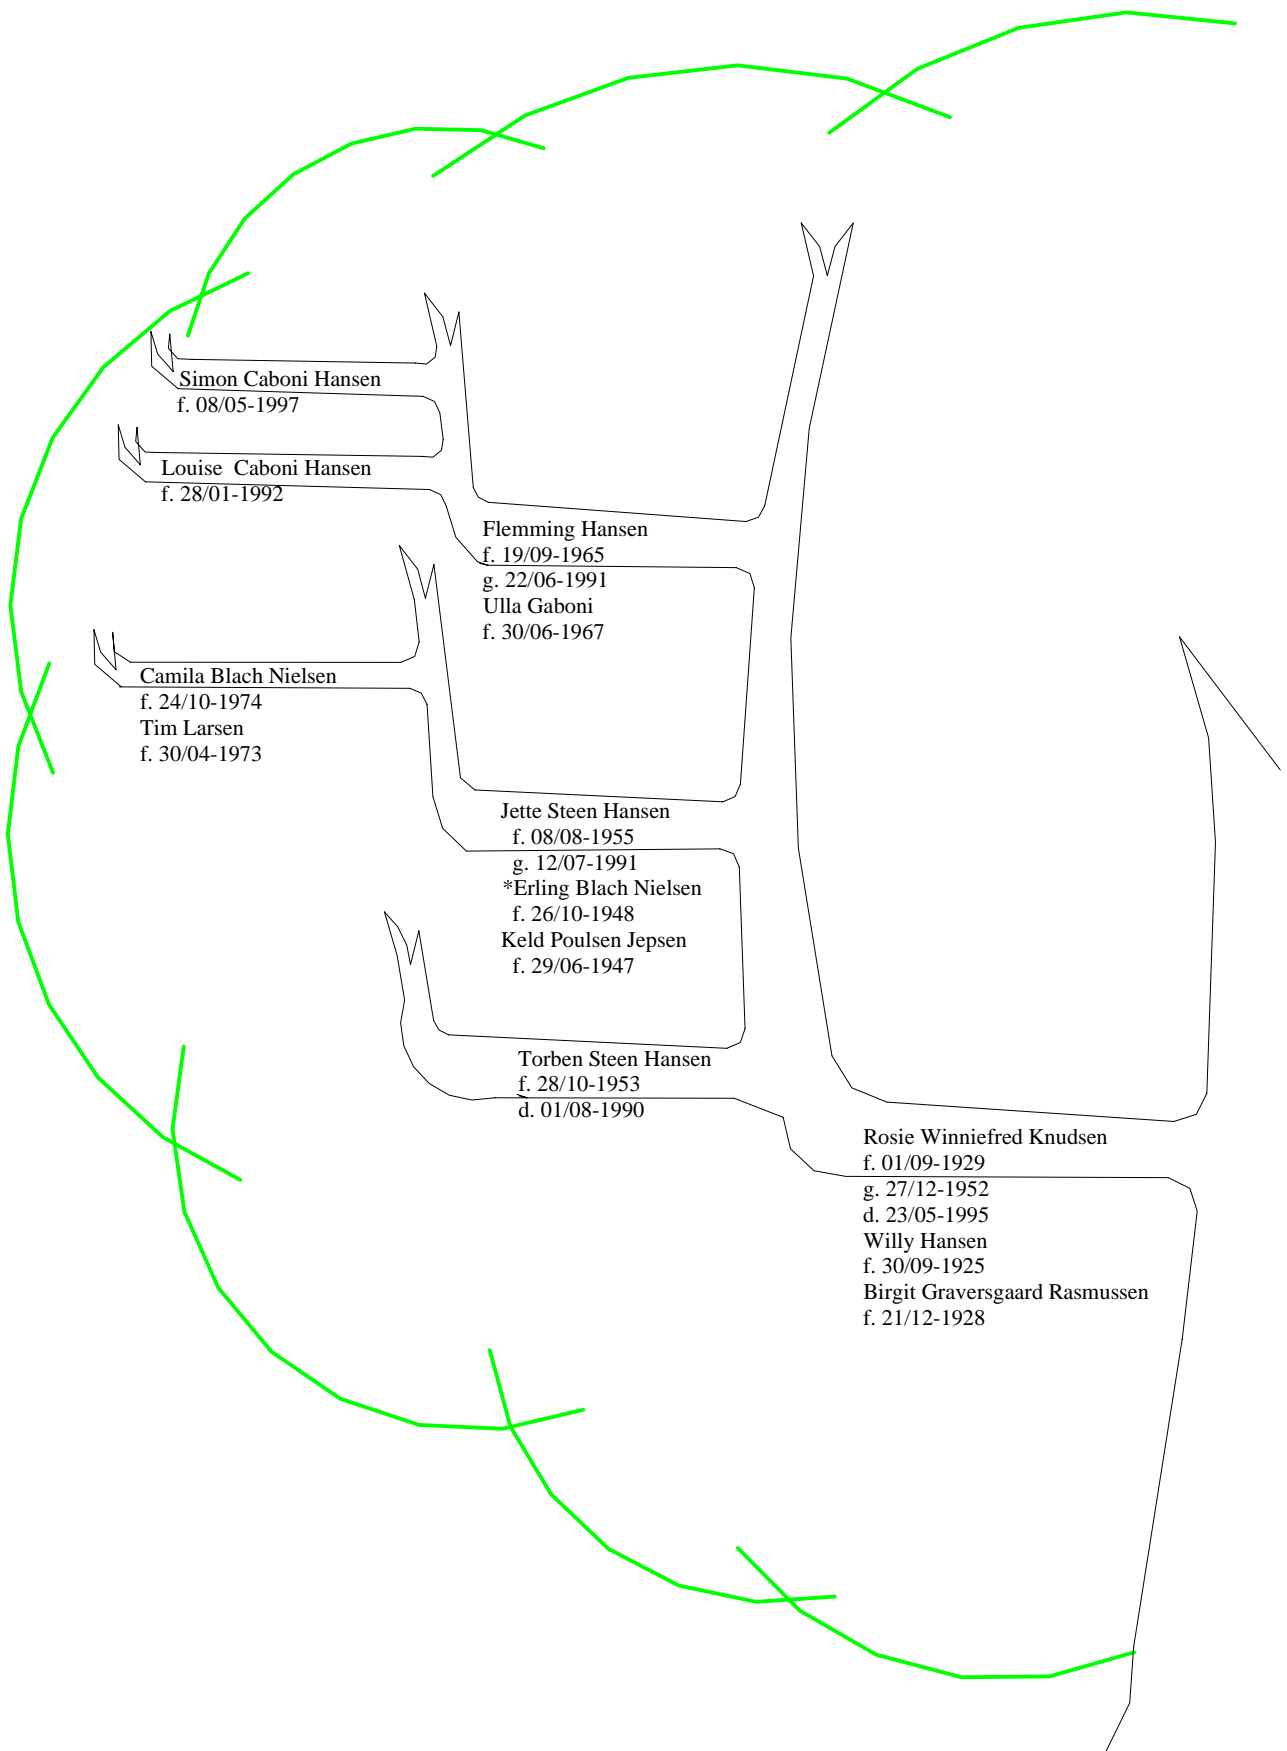 Simon Caboni Hansen
f. 08/05-1997
Louise  Caboni Hansen
f. 28/01-1992
Flemming Hansen
f. 19/09-1965
g. 22/06-1991
Ulla Gaboni
f. 30/06-1967
Camila Blach Nielsen
f. 24/10-1974
Tim Larsen
f. 30/04-1973
Jette Steen Hansen
f. 08/08-1955
g. 12/07-1991
*Erling Blach Nielsen
f. 26/10-1948
Keld Poulsen Jepsen
f. 29/06-1947
Torben Steen Hansen
f. 28/10-1953
d. 01/08-1990
Rosie Winniefred Knudsen
f. 01/09-1929
g. 27/12-1952
d. 23/05-1995
Willy Hansen
f. 30/09-1925
Birgit Graversgaard Rasmussen
f. 21/12-1928